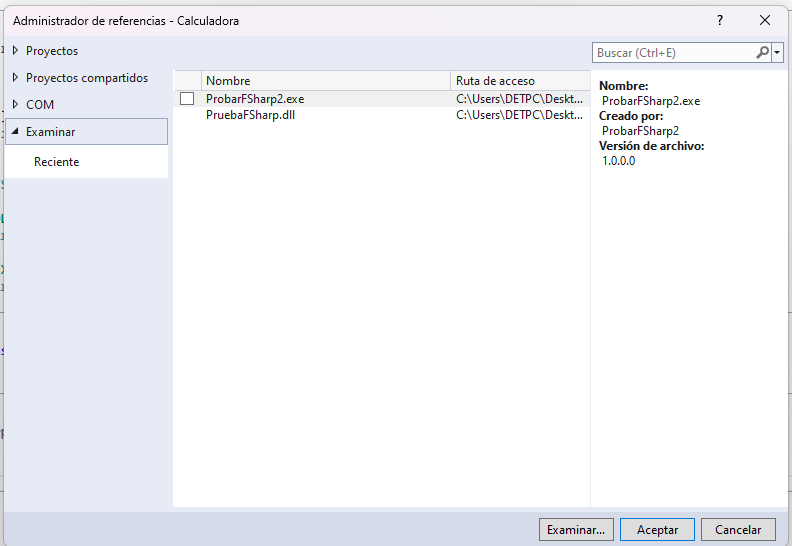 Administrador de referencias - Calculadora
?
Proyectos
Proyectos compartidos
COM
Examinar
Reciente
Buscar (Ctrl+E)
Nombre Ruta de acceso
ProbarFSharp2.exe C:\Users\DETPC\Deskt...
PruebaFSharp.dll C:\Users\DETPC\Deskt...
Nombre:
ProbarFSharp2.exe
Creado por:
ProbarFSharp2
Versión de archivo:
1.0.0.0
Examinar... Aceptar Cancelar